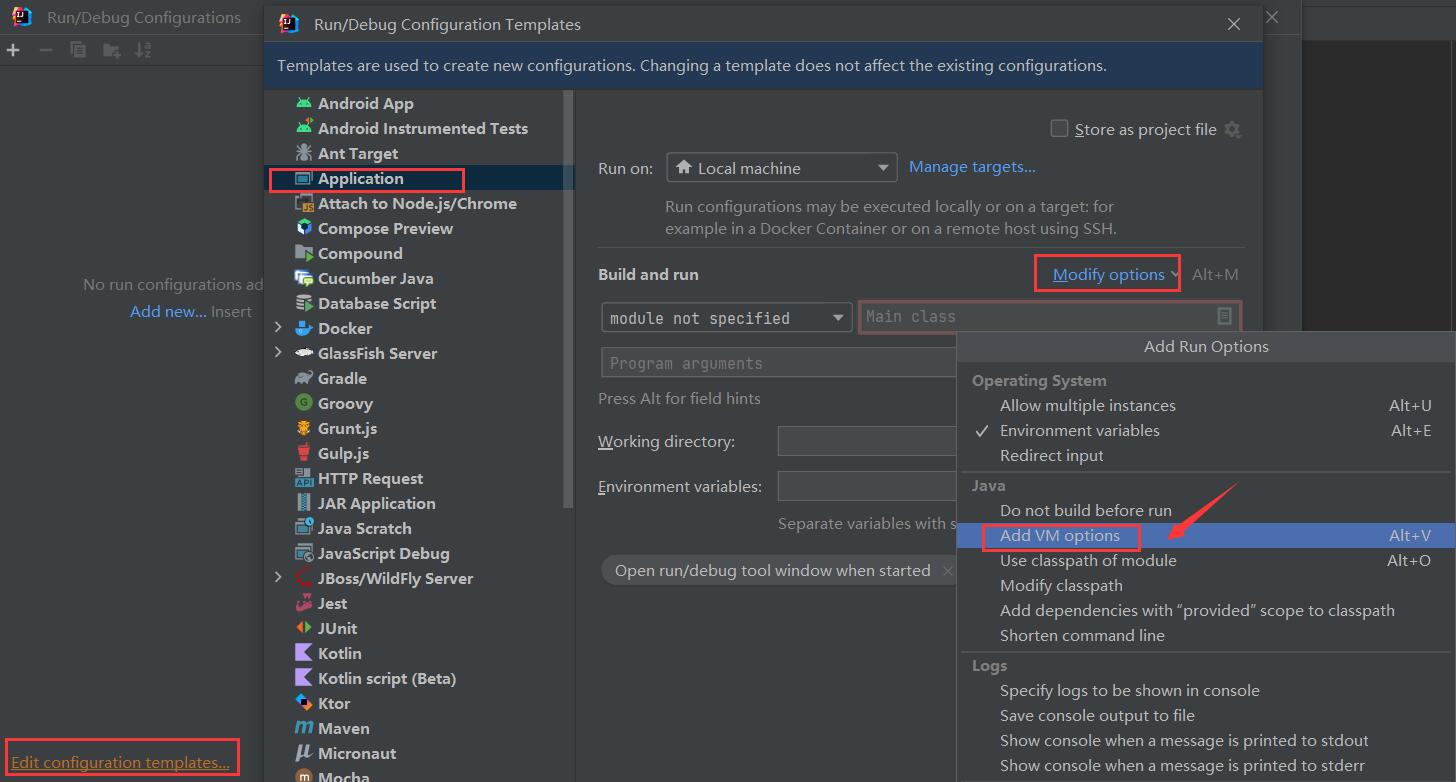 Run/Debug Configurations
No run configurations ad
Add new... Insert
Edit configuration templates...
Run/Debug Configuration Templates
Templates are used to create new configurations. Changing a template does not affect the existing configurations.
Android App
Android Instrumented Tests
Ant Target
Application
Attach to Node.js/Chrome
Compose Preview
Compound
Cucumber Java
Database Script
Docker
GlassFish Server
Gradle
Groovy
Grunt.js
Gulp.js
HTTP Request
JAR Application
Java Scratch
JavaScript Debug
JBoss/WildFly Server
Jest
JUnit
Kotlin
Kotlin script (Beta)
Ktor
Maven
Micronaut
Mocha
Store as project file
Run on: Local machine Manage targets...
Run configurations may be executed locally or on a target: for
example in a Docker Container or on a remote host using SSH.
Build and run Modify options Alt+M
module not specified Main class
Program arguments
Press Alt for field hints
Working directory:
Environment variables:
Separate variables with s
Open run/debug tool window when started
Add Run Options
Operating System
Allow multiple instances Alt+U
Environment variables Alt+E
Redirect input
Java
Do not build before run
Add VM options Alt+V
Use classpath of module Alt+O
Modify classpath
Add dependencies with “provided” scope to classpath
Shorten command line
Logs
Specify logs to be shown in console
Save console output to file
Show console when a message is printed to stdout
Show console when a message is printed to stderr